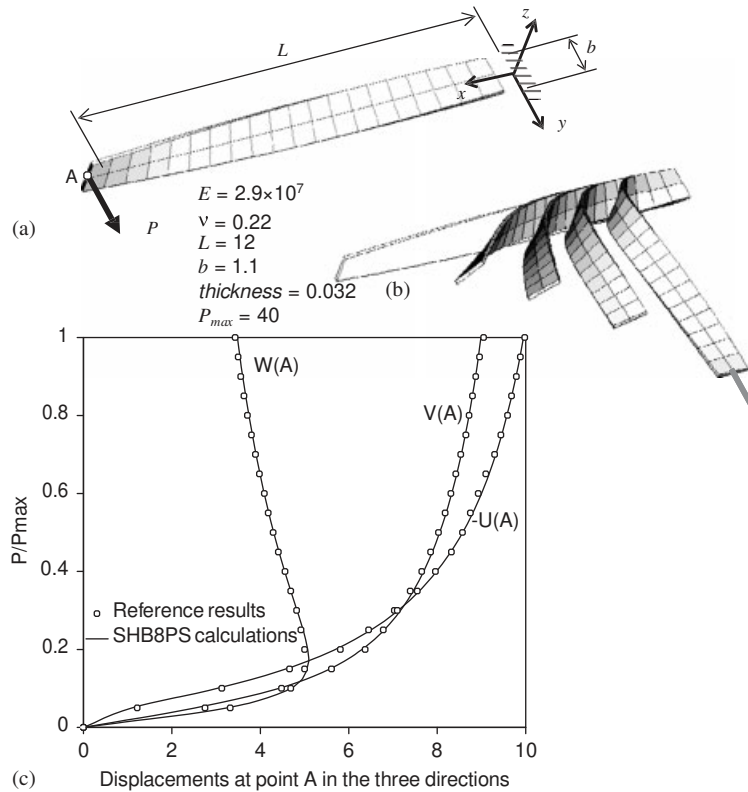 z
L
b
x
y
A
P
(a)
E = 2.9×10⁷
ν = 0.22
L = 12
b = 1.1
thickness = 0.032
P_max = 40
(b)
1
0.8
0.6
0.4
0.2
0
P/Pmax
W(A)
V(A)
-U(A)
Reference results
SHB8PS calculations
0 2 4 6 8 10
(c) Displacements at point A in the three directions